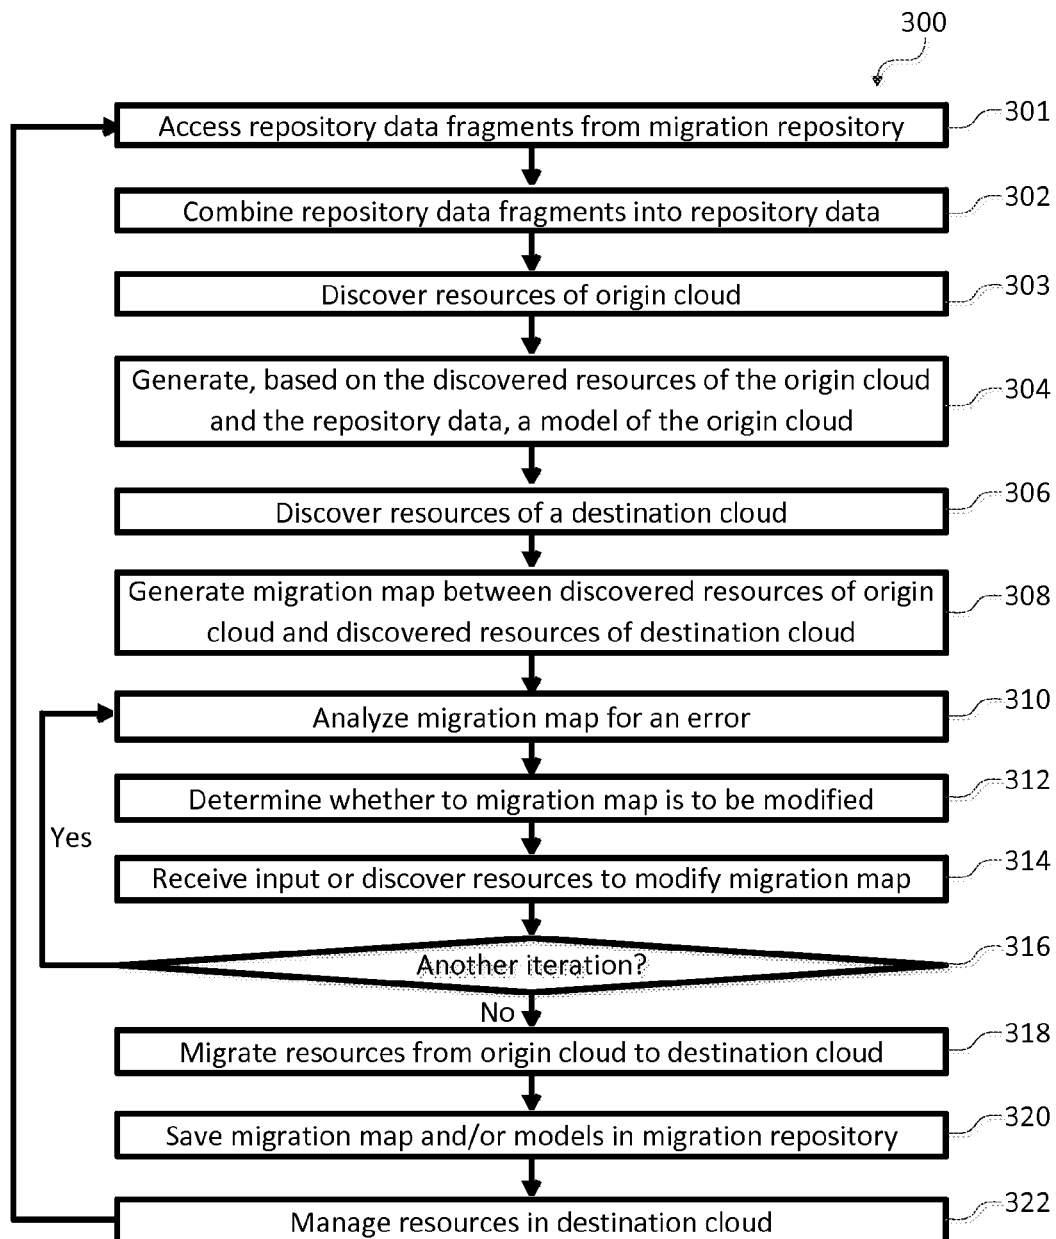 300
Access repository data fragments from migration repository
301
Combine repository data fragments into repository data
302
Discover resources of origin cloud
303
Generate, based on the discovered resources of the origin cloud
and the repository data, a model of the origin cloud
304
Discover resources of a destination cloud
306
Generate migration map between discovered resources of origin
cloud and discovered resources of destination cloud
308
Analyze migration map for an error
310
Determine whether to migration map is to be modified
312
Yes
Receive input or discover resources to modify migration map
314
Another iteration?
316
No
Migrate resources from origin cloud to destination cloud
318
Save migration map and/or models in migration repository
320
Manage resources in destination cloud
322